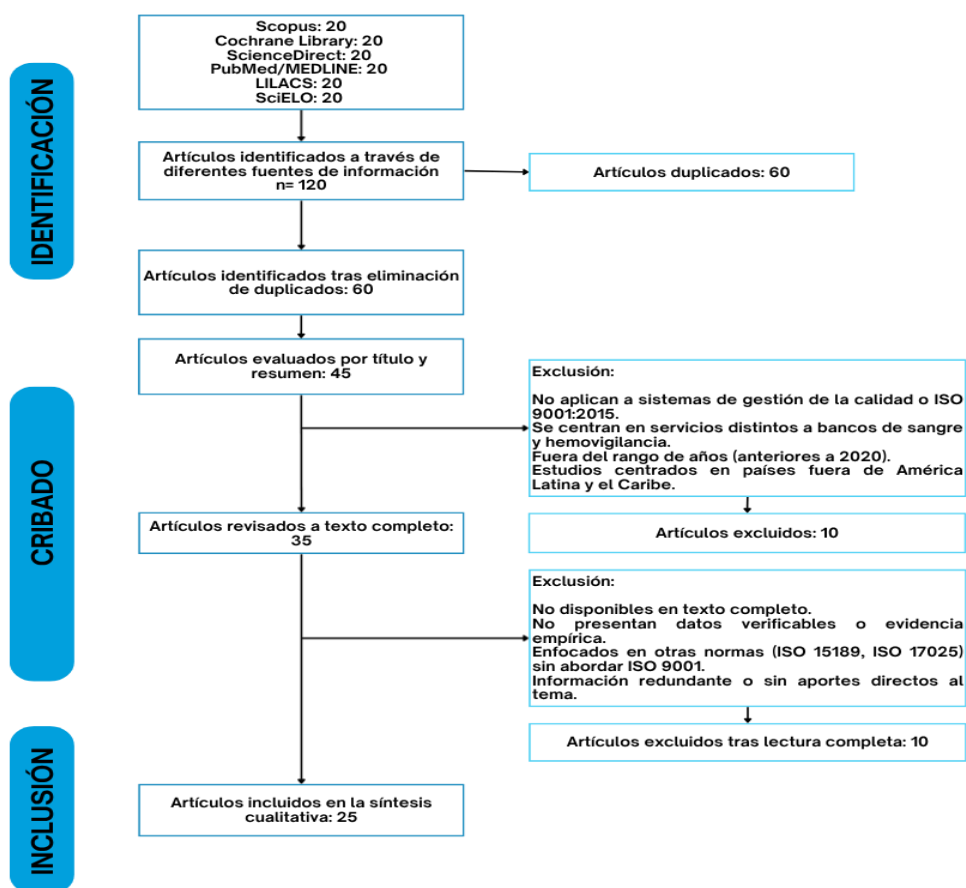 Scopus: 20
Cochrane Library: 20
ScienceDirect: 20
PubMed/MEDLINE: 20
LILACS: 20
SciELO: 20
IDENTIFICACIÓN
Artículos identificados a través de
diferentes fuentes de información
n= 120
Artículos duplicados: 60
Artículos identificados tras eliminación
de duplicados: 60
Artículos evaluados por título y
resumen: 45
Exclusión:
No aplican a sistemas de gestión de la calidad o ISO
9001:2015.
Se centran en servicios distintos a bancos de sangre
y hemovigilancia.
Fuera del rango de años (anteriores a 2020).
Estudios centrados en países fuera de América
Latina y el Caribe.
CRIBADO
Artículos revisados a texto completo:
35
Artículos excluidos: 10
Exclusión:
No disponibles en texto completo.
No presentan datos verificables o evidencia
empírica.
Enfocados en otras normas (ISO 15189, ISO 17025)
sin abordar ISO 9001.
Información redundante o sin aportes directos al
tema.
Artículos excluidos tras lectura completa: 10
INCLUSIÓN
Artículos incluidos en la síntesis
cualitativa: 25